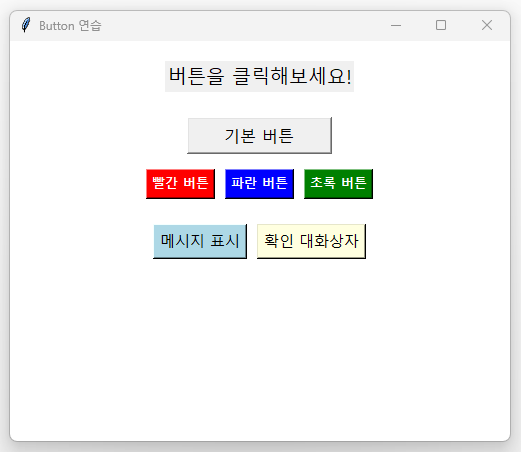 Button 연습
버튼을 클릭해보세요!
기본 버튼
빨간 버튼 파란 버튼 초록 버튼
메시지 표시 확인 대화상자